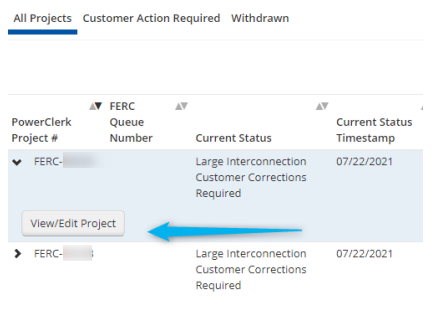 All Projects Customer Action Required Withdrawn
PowerClerk Project # FERC Queue Number Current Status Current Status Timestamp
FERC- Large Interconnection 07/22/2021
Customer Corrections
Required
View/Edit Project
FERC- Large Interconnection 07/22/2021
Customer Corrections
Required